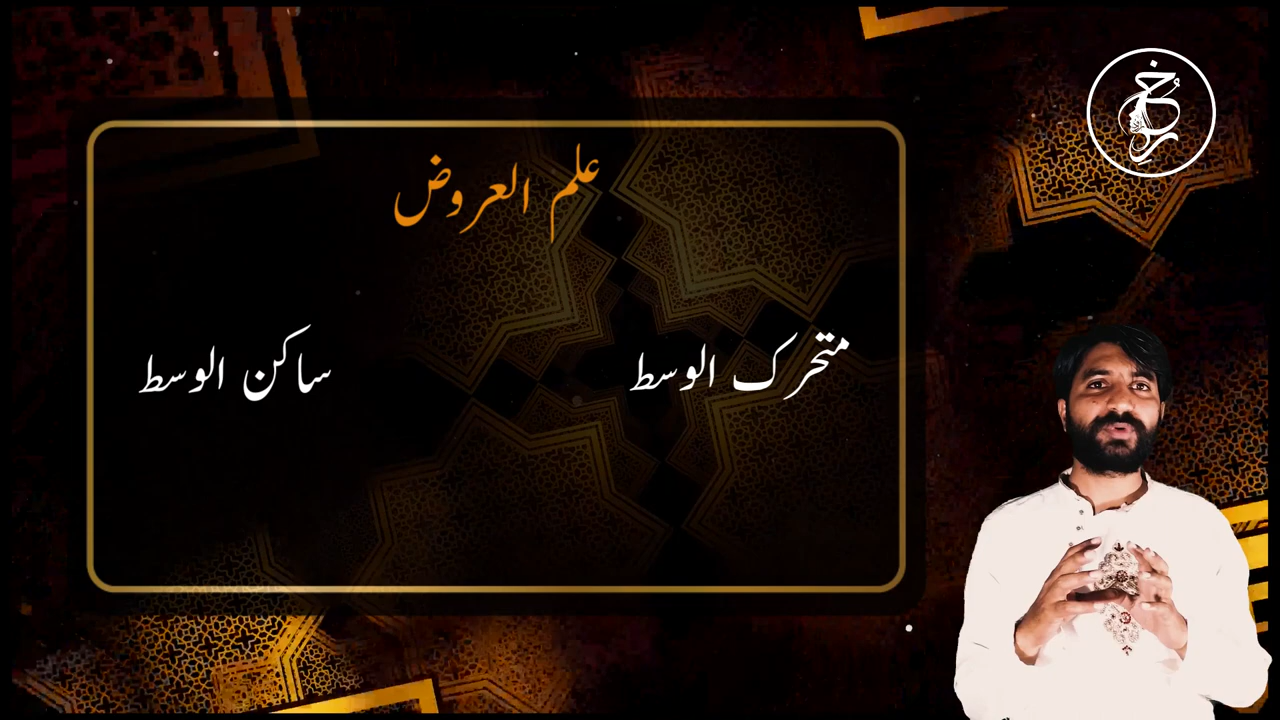 علم العروض
متحرک الوسط
ساکن الوسط